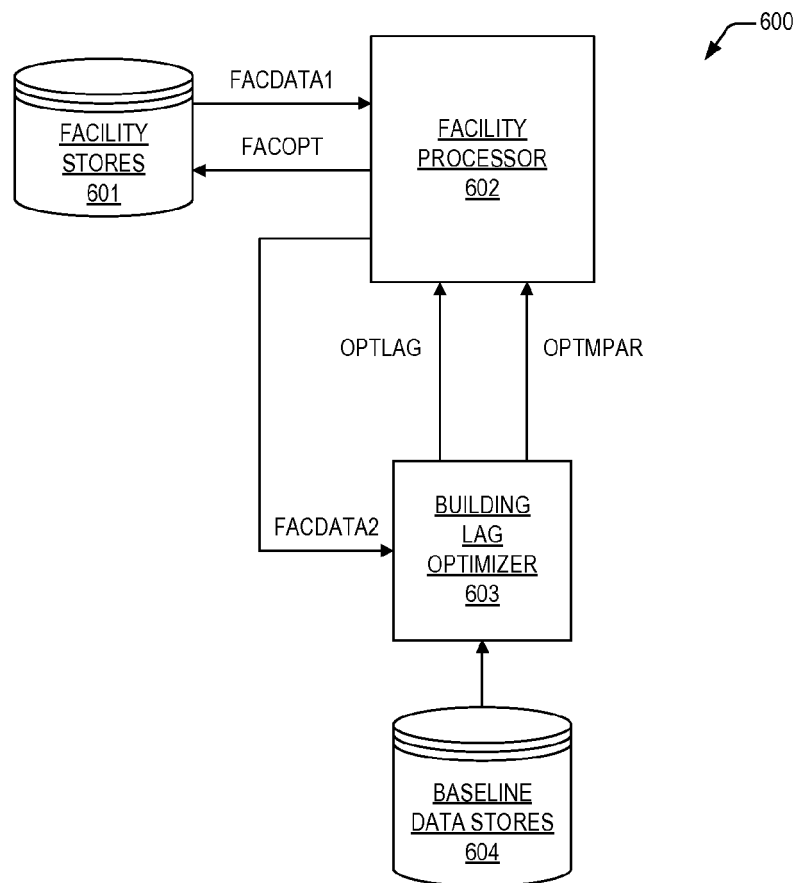 600
FACILITY
STORES
601
FACDATA1
FACOPT
FACILITY
PROCESSOR
602
OPTLAG
OPTMPAR
FACDATA2
BUILDING
LAG
OPTIMIZER
603
BASELINE
DATA STORES
604